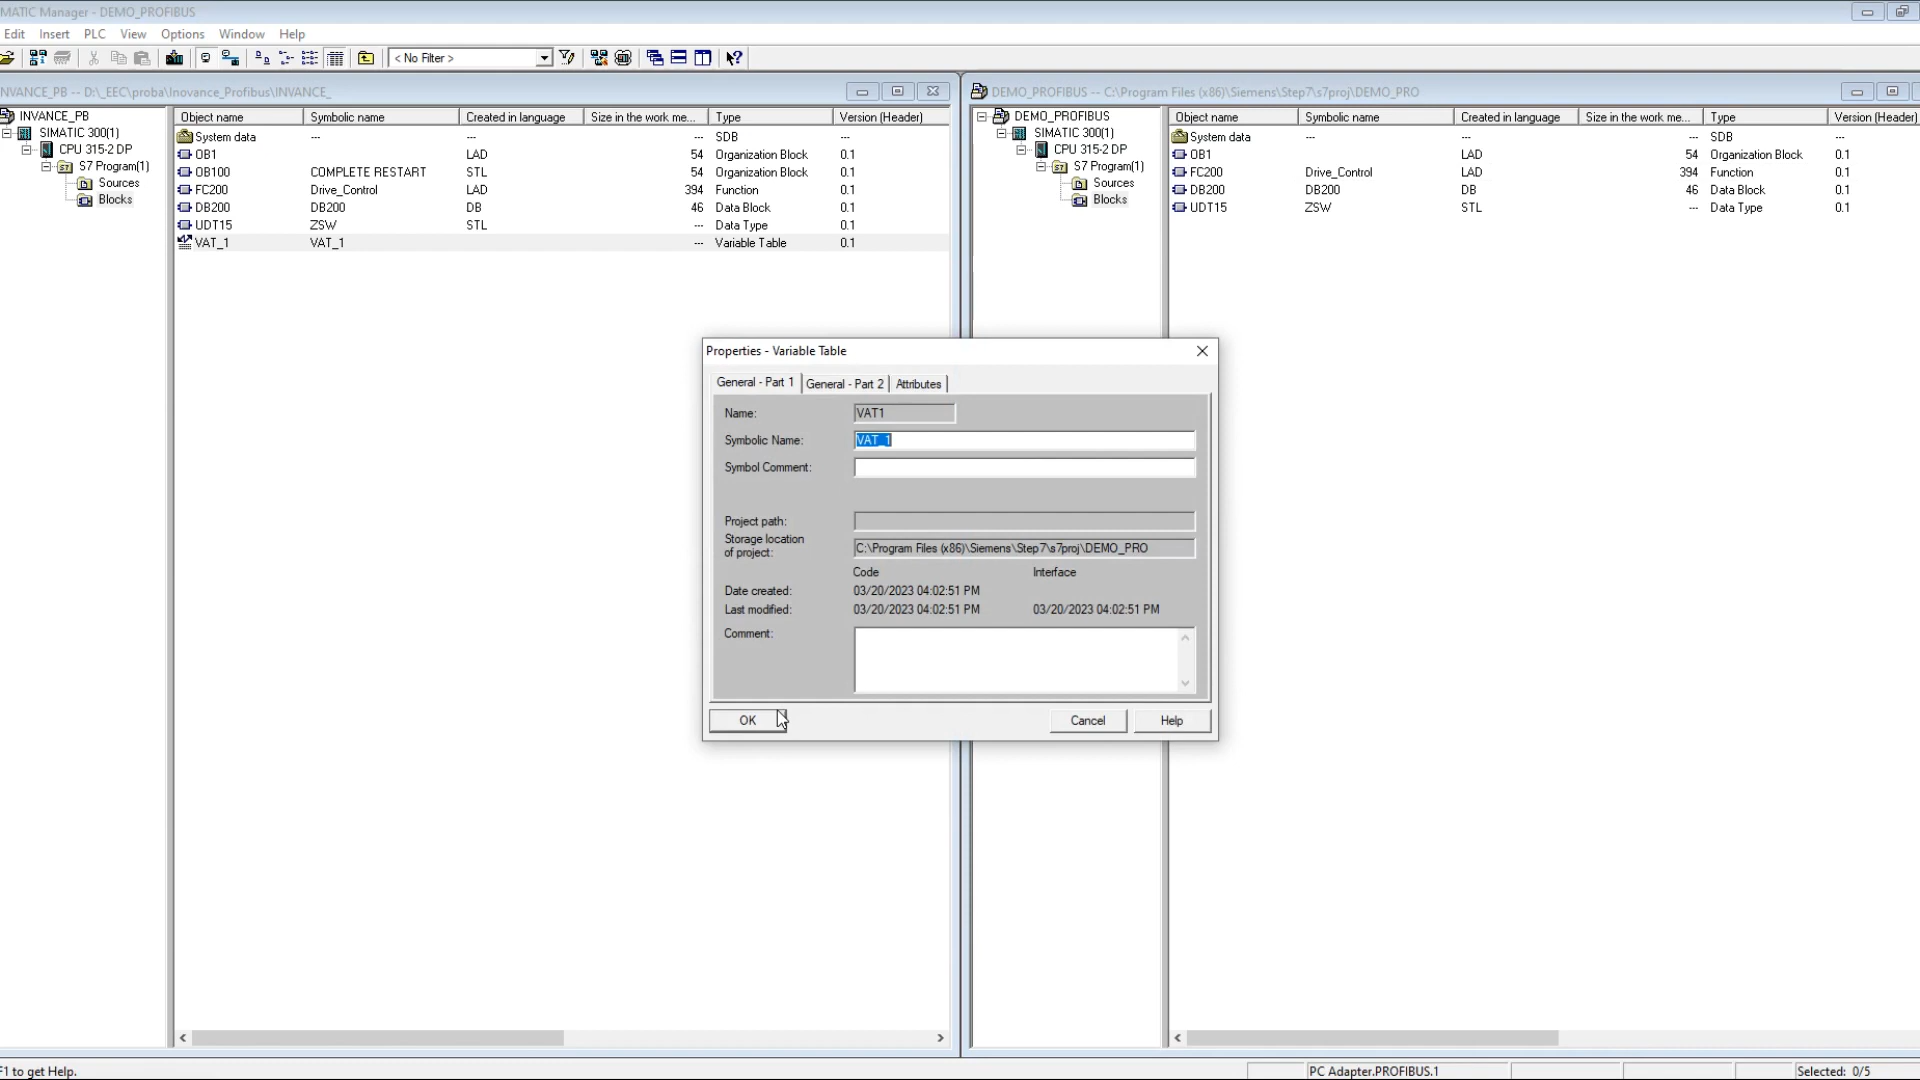 MATIC Manager - DEMO_PROFIBUS
Edit Insert PLC View Options Window Help
< No Filter >
NVANCE_PB -- D:\_EEC\proba\Inovance_Profibus\INVANCE_
INVANCE_PB
SIMATIC 300(1)
CPU 315-2 DP
S7 Program(1)
Sources
Blocks
Object name Symbolic name Created in language Size in the work me... Type Version (Header)
System data --- --- --- SDB ---
OB1 LAD 54 Organization Block 0.1
OB100 COMPLETE RESTART STL 54 Organization Block 0.1
FC200 Drive_Control LAD 394 Function 0.1
DB200 DB200 DB 46 Data Block 0.1
UDT15 ZSW STL --- Data Type 0.1
VAT_1 VAT_1 --- Variable Table 0.1
DEMO_PROFIBUS -- C:\Program Files (x86)\Siemens\Step7\s7proj\DEMO_PRO
DEMO_PROFIBUS
SIMATIC 300(1)
CPU 315-2 DP
S7 Program(1)
Sources
Blocks
Object name Symbolic name Created in language Size in the work me... Type Version (Header)
System data --- --- --- SDB ---
OB1 LAD 54 Organization Block 0.1
FC200 Drive_Control LAD 394 Function 0.1
DB200 DB200 DB 46 Data Block 0.1
UDT15 ZSW STL --- Data Type 0.1
Properties - Variable Table
General - Part 1 General - Part 2 Attributes
Name: VAT1
Symbolic Name: VAT_1
Symbol Comment:
Project path:
Storage location
of project: C:\Program Files (x86)\Siemens\Step7\s7proj\DEMO_PRO
Code Interface
Date created: 03/20/2023 04:02:51 PM
Last modified: 03/20/2023 04:02:51 PM 03/20/2023 04:02:51 PM
Comment:
OK Cancel Help
F1 to get Help. PC Adapter.PROFIBUS.1 Selected: 0/5